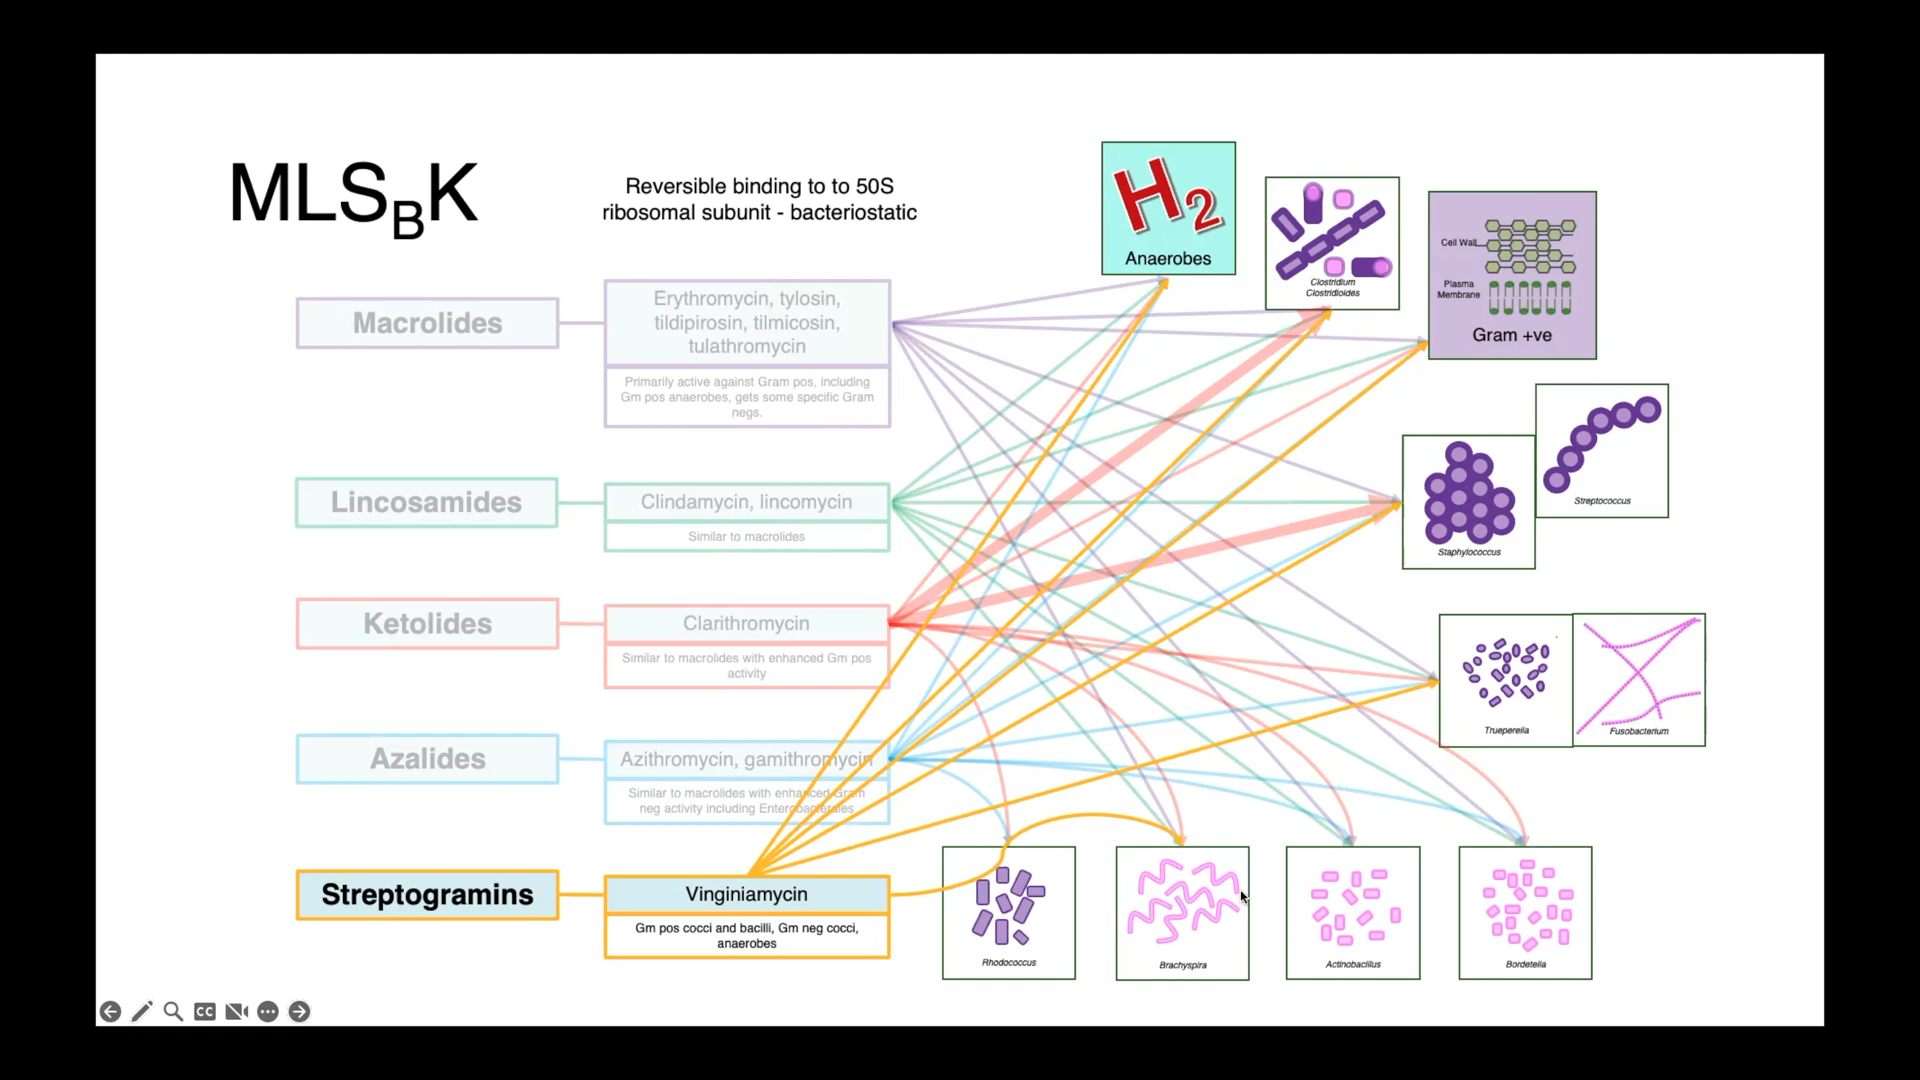 MLSBK
Reversible binding to to 50S
ribosomal subunit - bacteriostatic
H2
Anaerobes
Clostridium
Clostridioides
Cell Wall
Plasma
Membrane
Gram +ve
Macrolides
Erythromycin, tylosin,
tildipirosin, tilmicosin,
tulathromycin
Primarily active against Gram pos, including
Gm pos anaerobes, gets some specific Gram
negs.
Streptococcus
Staphylococcus
Lincosamides
Clindamycin, lincomycin
Similar to macrolides
Ketolides
Clarithromycin
Similar to macrolides with enhanced Gm pos
activity
Trueperella
Fusobacterium
Azalides
Azithromycin, gamithromycin
Similar to macrolides with enhanced Gram
neg activity including Enterobacterales
Streptogramins
Vinginiamycin
Gm pos cocci and bacilli, Gm neg cocci,
anaerobes
Rhodococcus
Brachyspira
Actinobacillus
Bordetella
CC